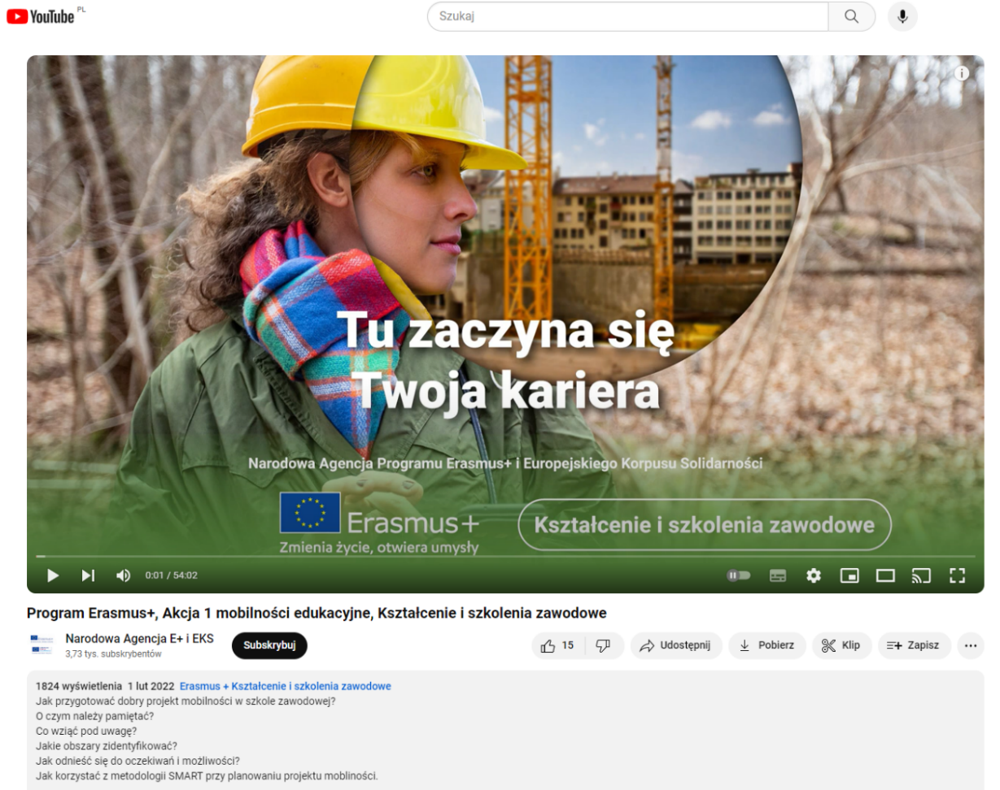 YouTube PL
Szukaj
Tu zaczyna się
Twoja kariera
Narodowa Agencja Programu Erasmus+ i Europejskiego Korpusu Solidarności
Erasmus+
Zmienia życie, otwiera umysły
Kształcenie i szkolenia zawodowe
0:01 / 54:02
Program Erasmus+, Akcja 1 mobilności edukacyjne, Kształcenie i szkolenia zawodowe
Narodowa Agencja E+ i EKS
3,73 tys. subskrybentów
Subskrybuj
15
Udostępnij
Pobierz
Klip
Zapisz
1824 wyświetlenia 1 lut 2022 Erasmus + Kształcenie i szkolenia zawodowe
Jak przygotować dobry projekt mobilności w szkole zawodowej?
O czym należy pamiętać?
Co wziąć pod uwagę?
Jakie obszary zidentyfikować?
Jak odnieść się do oczekiwań i możliwości?
Jak korzystać z metodologii SMART przy planowaniu projektu mobliności.